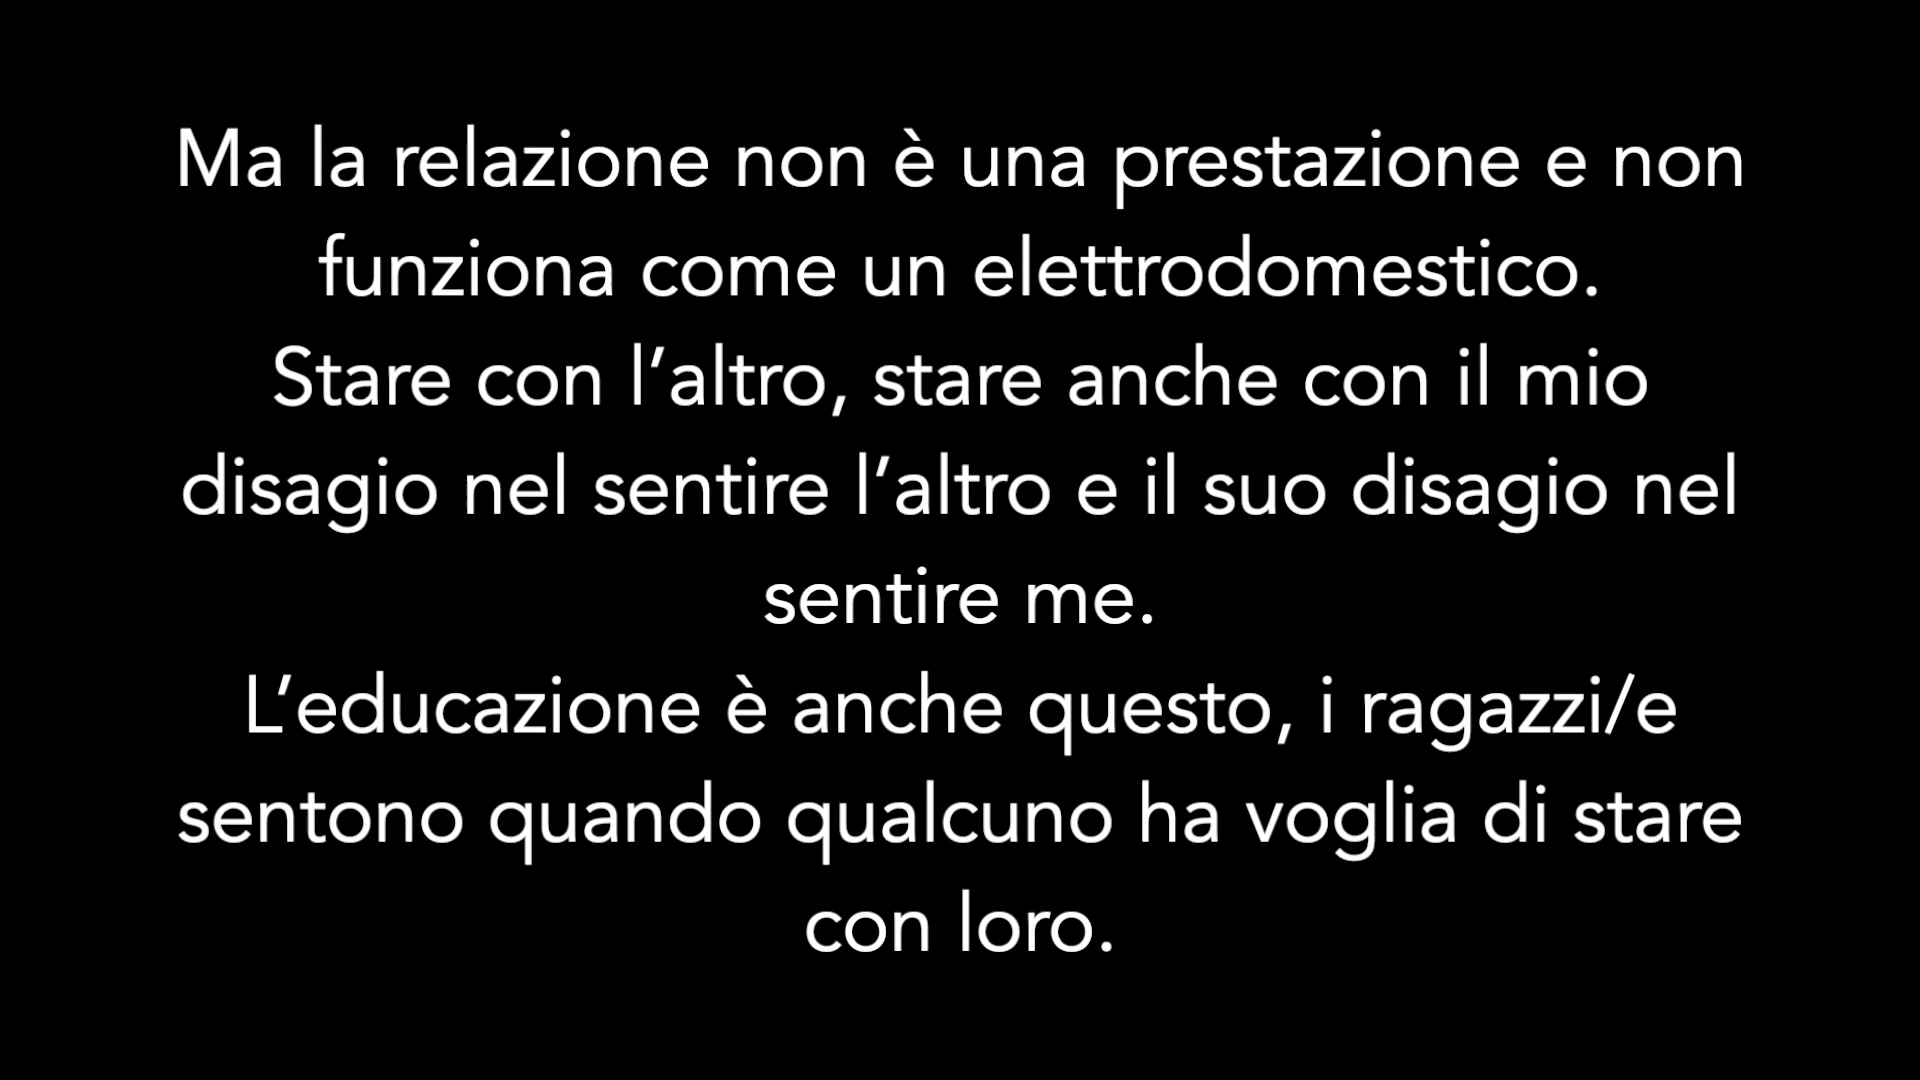 Ma la relazione non è una prestazione e non
funziona come un elettrodomestico.
Stare con l’altro, stare anche con il mio
disagio nel sentire l’altro e il suo disagio nel
sentire me.
L’educazione è anche questo, i ragazzi/e
sentono quando qualcuno ha voglia di stare
con loro.